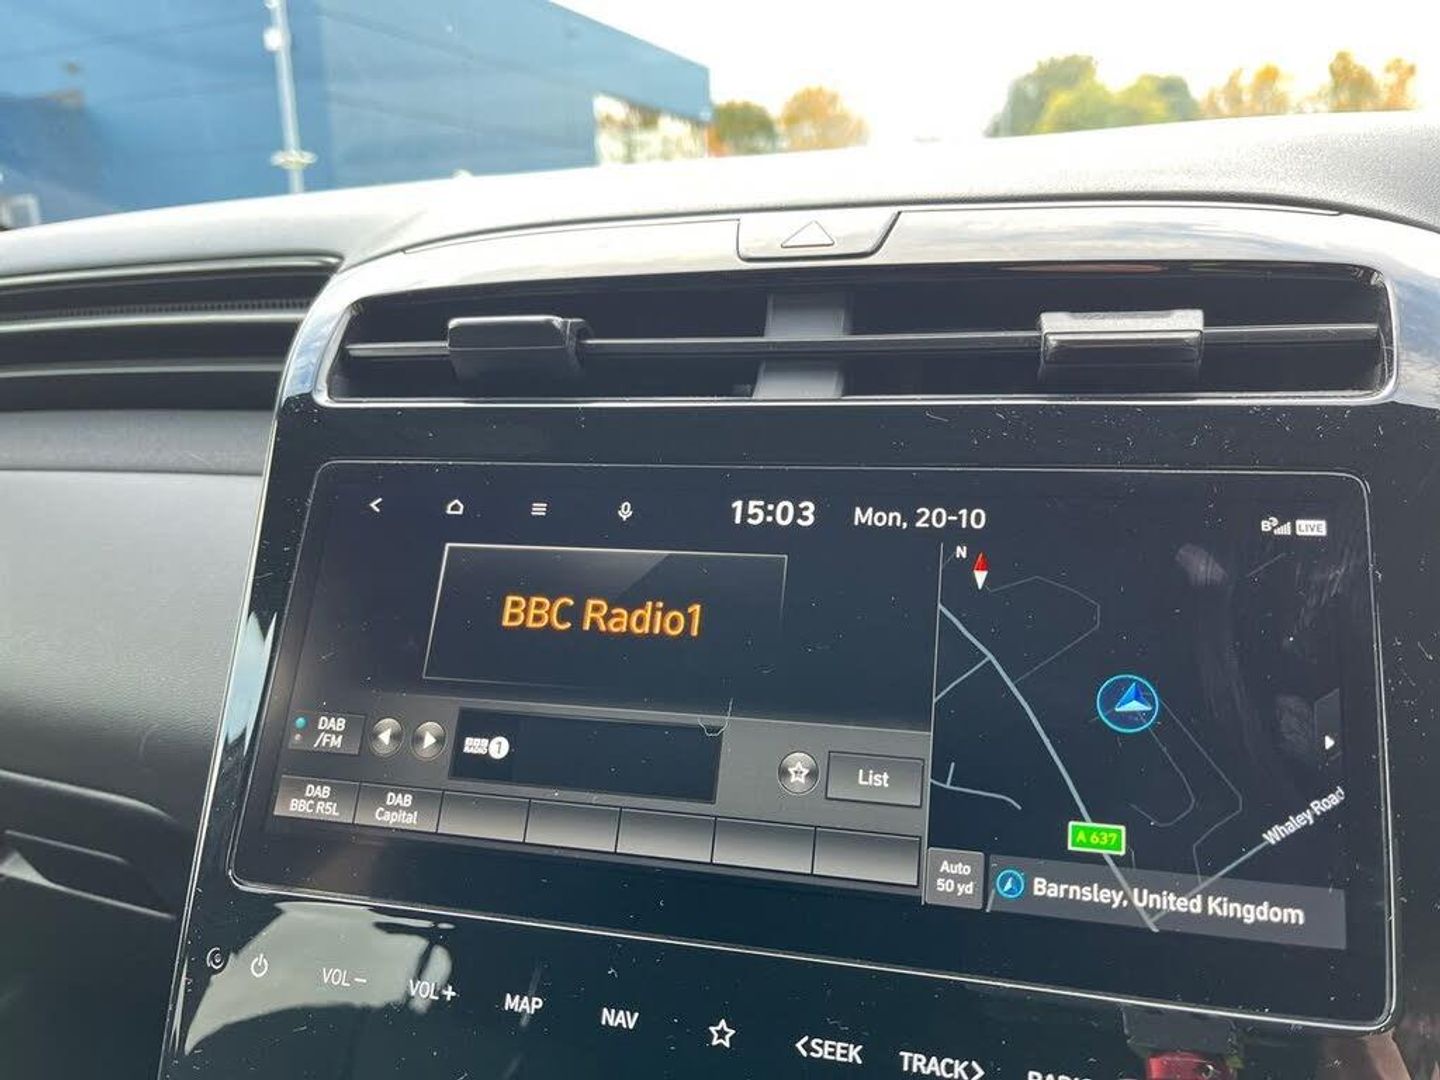 15:03 Mon, 20-10
LIVE
N
BBC Radio1
DAB
/FM
BBC
RADIO 1
List
DAB
BBC R5L
DAB
Capital
Whaley Road
A 637
Auto
50 yd
Barnsley, United Kingdom
VOL-
VOL+
MAP
NAV
<SEEK
TRACK>